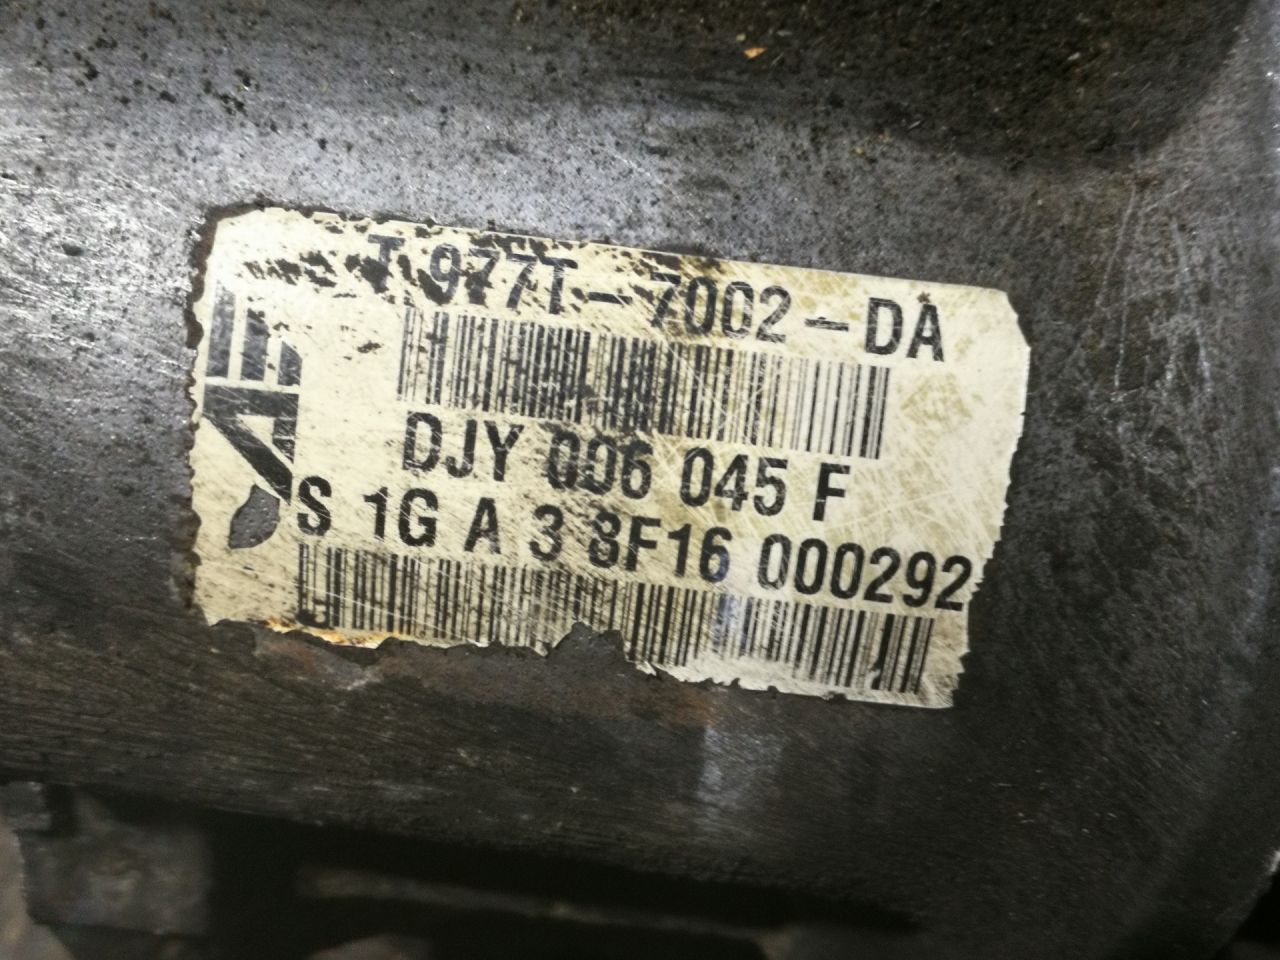 T 977T-7002-DA
DJY 006 045 F
S 1G A 3 8F16 000292